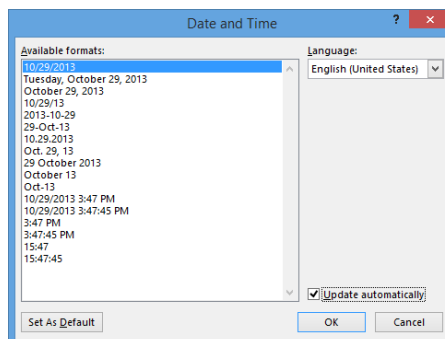 Date and Time
?
Available formats:
Language:
10/29/2013
Tuesday, October 29, 2013
October 29, 2013
10/29/13
2013-10-29
29-Oct-13
10.29.2013
Oct. 29, 13
29 October 2013
October 13
Oct-13
10/29/2013 3:47 PM
10/29/2013 3:47:45 PM
3:47 PM
3:47:45 PM
15:47
15:47:45
English (United States)
Update automatically
Set As Default
OK
Cancel